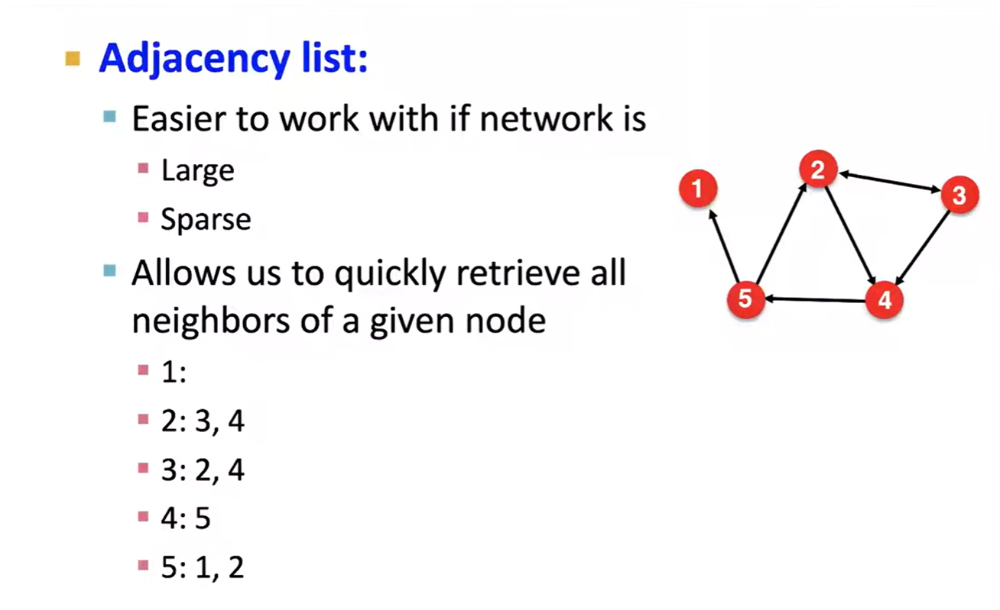 Adjacency list:
Easier to work with if network is
Large
Sparse
Allows us to quickly retrieve all
neighbors of a given node
1:
2: 3, 4
3: 2, 4
4: 5
5: 1, 2
1
2
3
5
4